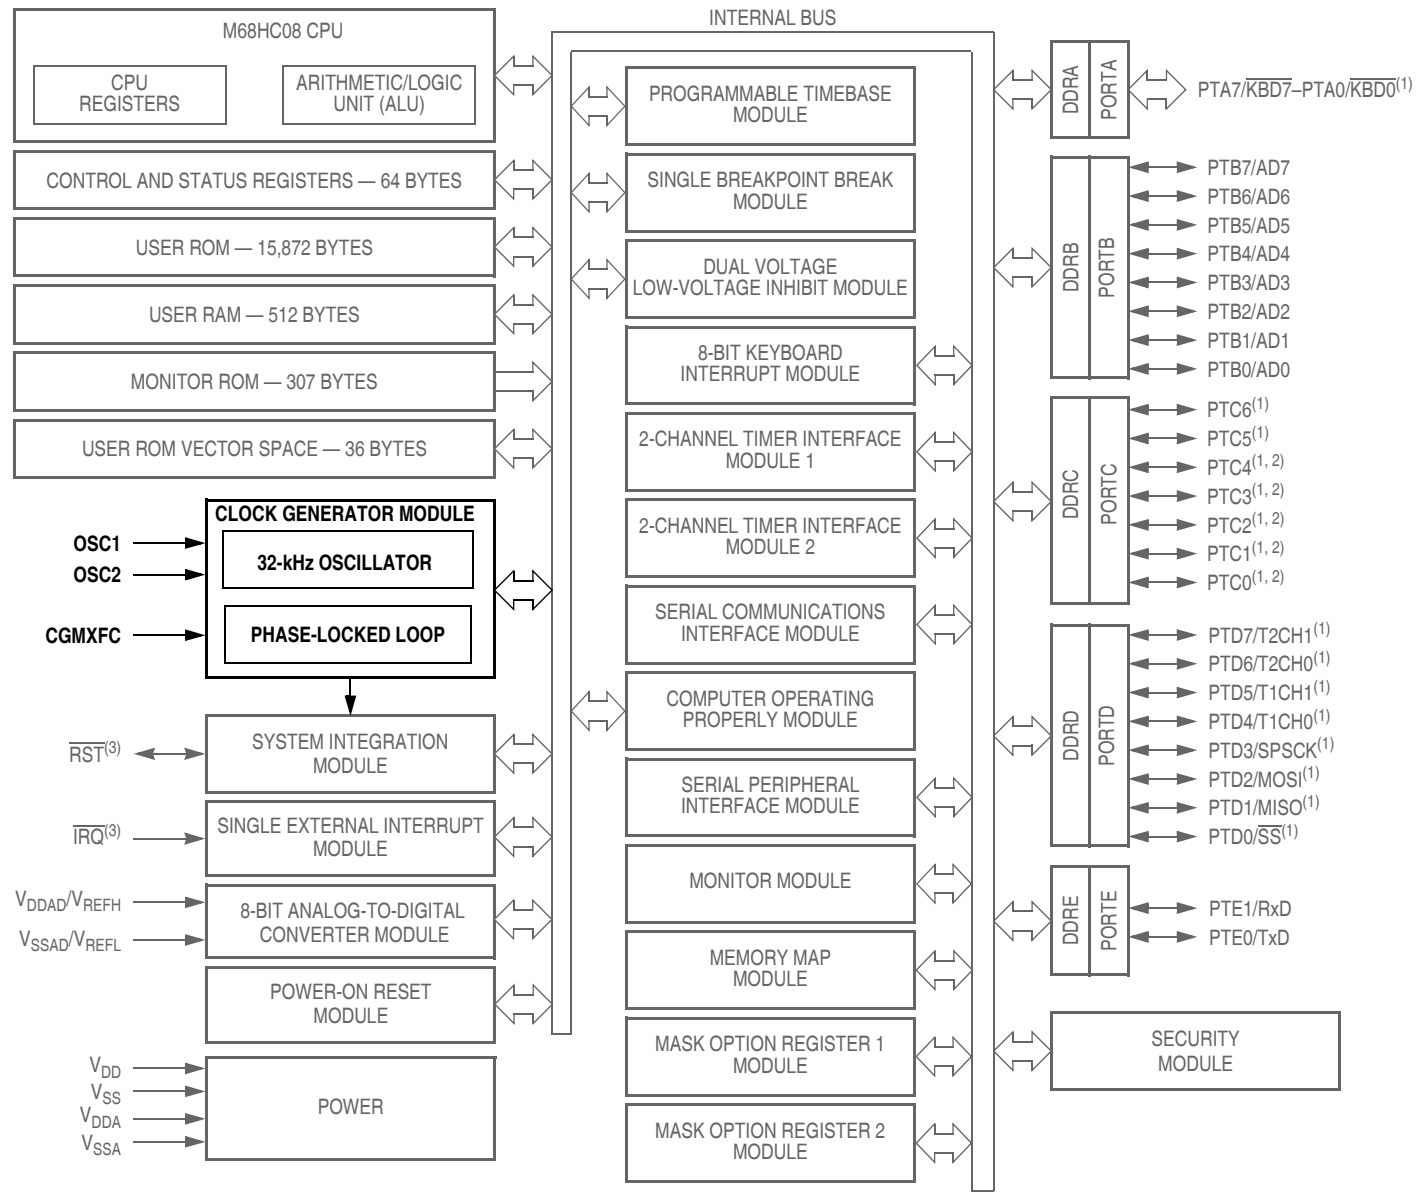 INTERNAL BUS
M68HC08 CPU
CPU
REGISTERS
ARITHMETIC/LOGIC
UNIT (ALU)
CONTROL AND STATUS REGISTERS — 64 BYTES
USER ROM — 15,872 BYTES
USER RAM — 512 BYTES
MONITOR ROM — 307 BYTES
USER ROM VECTOR SPACE — 36 BYTES
CLOCK GENERATOR MODULE
OSC1
OSC2
32-kHz OSCILLATOR
CGMXFC
PHASE-LOCKED LOOP
RST(3)
SYSTEM INTEGRATION
MODULE
IRQ(3)
SINGLE EXTERNAL INTERRUPT
MODULE
VDDAD/VREFH
VSSAD/VREFL
8-BIT ANALOG-TO-DIGITAL
CONVERTER MODULE
POWER-ON RESET
MODULE
VDD
VSS
VDDA
VSSA
POWER
PROGRAMMABLE TIMEBASE
MODULE
SINGLE BREAKPOINT BREAK
MODULE
DUAL VOLTAGE
LOW-VOLTAGE INHIBIT MODULE
8-BIT KEYBOARD
INTERRUPT MODULE
2-CHANNEL TIMER INTERFACE
MODULE 1
2-CHANNEL TIMER INTERFACE
MODULE 2
SERIAL COMMUNICATIONS
INTERFACE MODULE
COMPUTER OPERATING
PROPERLY MODULE
SERIAL PERIPHERAL
INTERFACE MODULE
MONITOR MODULE
MEMORY MAP
MODULE
MASK OPTION REGISTER 1
MODULE
MASK OPTION REGISTER 2
MODULE
DDRA
PORTA
PTA7/KBD7–PTA0/KBD0(1)
DDRB
PORTB
PTB7/AD7
PTB6/AD6
PTB5/AD5
PTB4/AD4
PTB3/AD3
PTB2/AD2
PTB1/AD1
PTB0/AD0
DDRC
PORTC
PTC6(1)
PTC5(1)
PTC4(1, 2)
PTC3(1, 2)
PTC2(1, 2)
PTC1(1, 2)
PTC0(1, 2)
DDRD
PORTD
PTD7/T2CH1(1)
PTD6/T2CH0(1)
PTD5/T1CH1(1)
PTD4/T1CH0(1)
PTD3/SPSCK(1)
PTD2/MOSI(1)
PTD1/MISO(1)
PTD0/SS(1)
DDRE
PORTE
PTE1/RxD
PTE0/TxD
SECURITY
MODULE